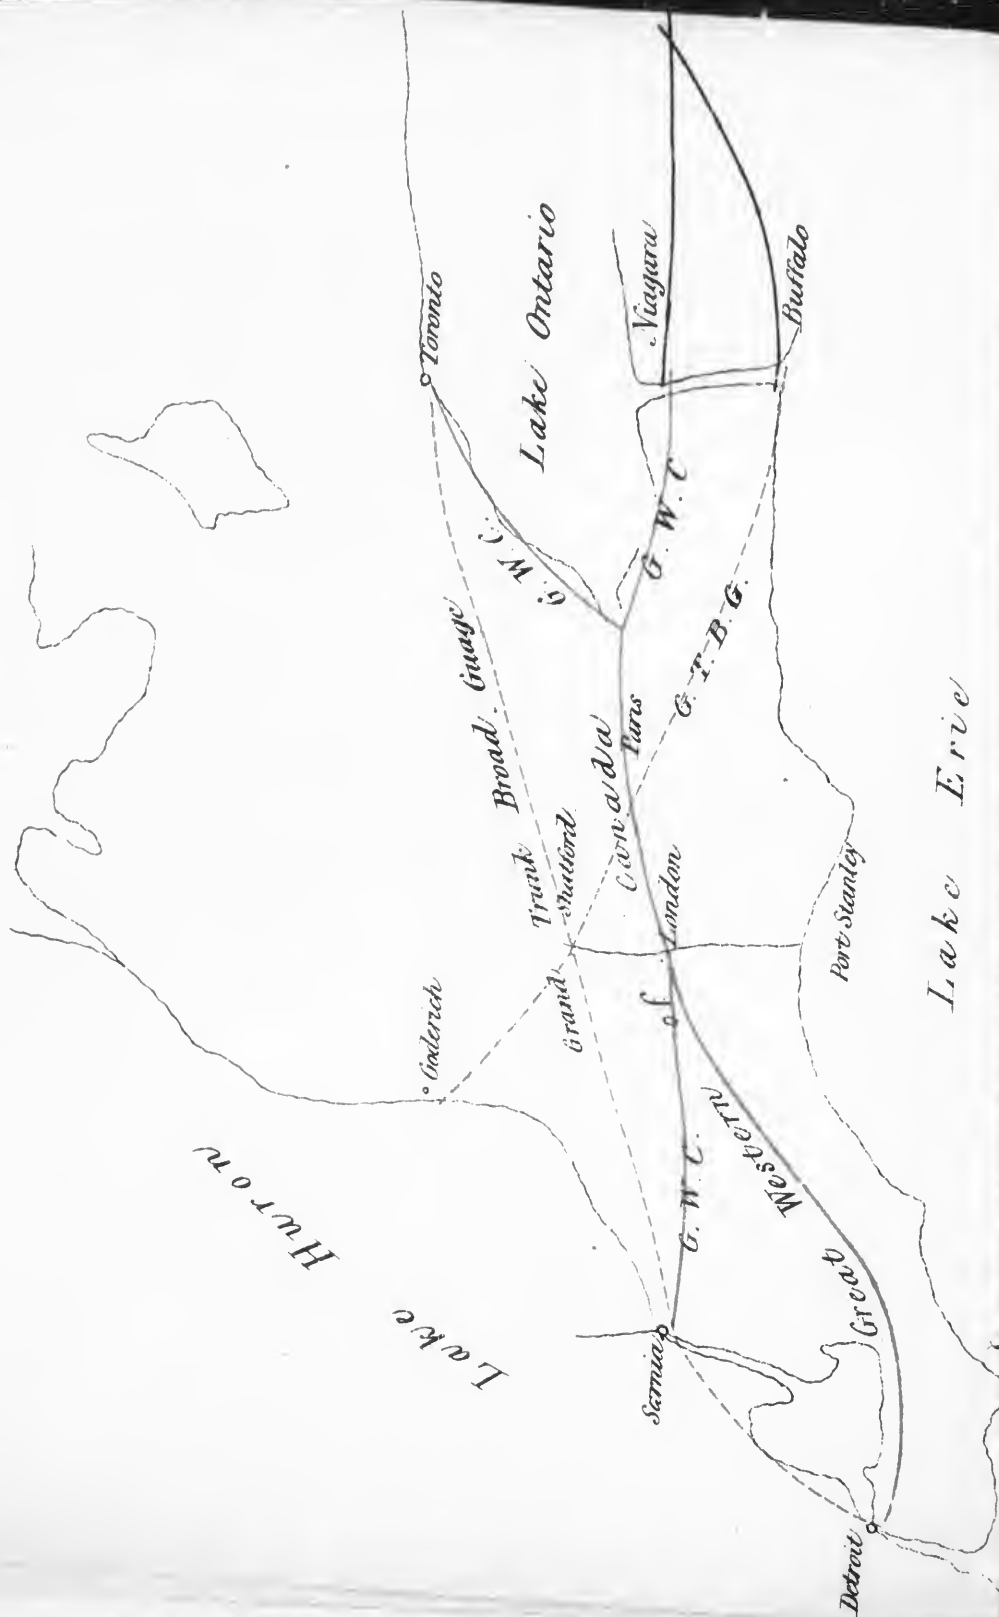 Lake Huron
Goderich
Toronto
Lake Ontario
Niagara
Buffalo
G. W. C.
G. W. C
Grand Trunk Broad Guage
Stratford
Canada
Paris
G. T. B. G.
London
Port Stanley
Lake Erie
G. W. C.
Great Western
Sarnia
Detroit